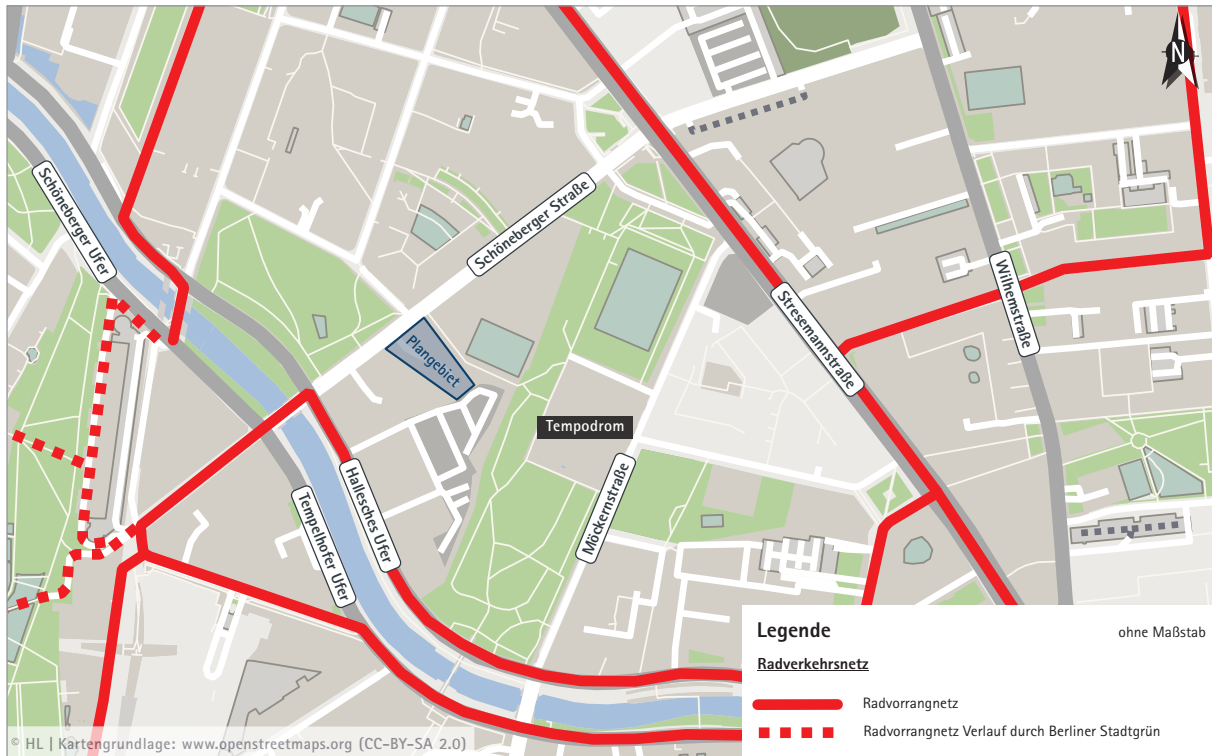 N
Schöneberger Ufer
Schöneberger Straße
Wilhemstraße
Stresemannstraße
Plangebiet
Tempodrom
Hallesches Ufer
Möckernstraße
Tempelhofer Ufer
Legende
ohne Maßstab
Radverkehrsnetz
Radvorrangnetz
Radvorrangnetz Verlauf durch Berliner Stadtgrün
© HL | Kartengrundlage: www.openstreetmaps.org (CC-BY-SA 2.0)